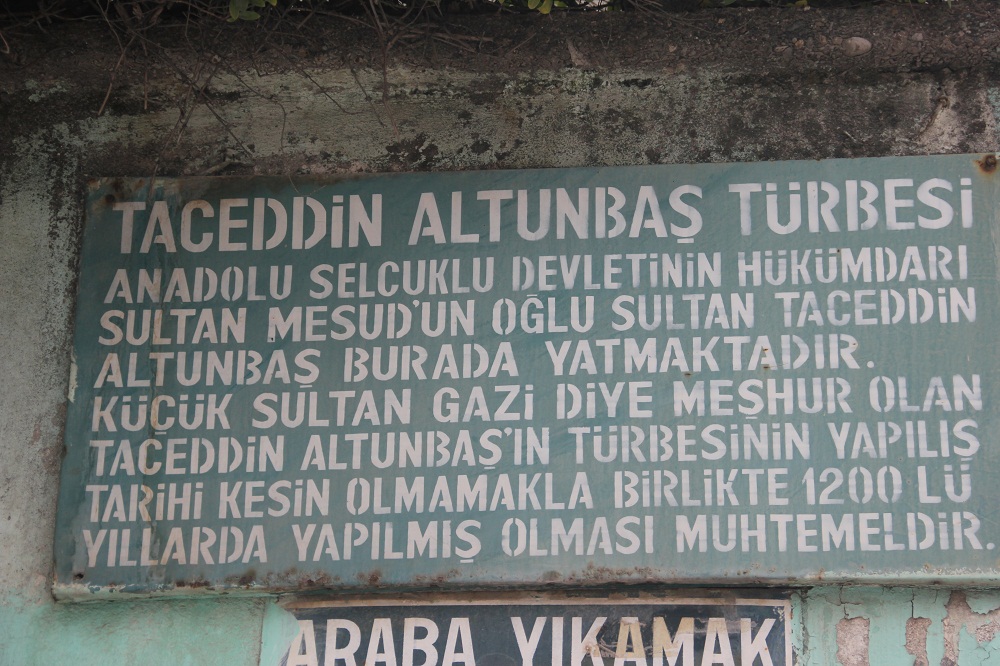 TACEDDİN ALTUNBAŞ TÜRBESİ
ANADOLU SELCUKLU DEVLETİNİN HÜKÜMDARI
SULTAN MESUD'UN OĞLU SULTAN TACEDDİN
ALTUNBAŞ BURADA YATMAKTADIR.
KÜÇÜK SULTAN GAZİ DİYE MEŞHUR OLAN
TACEDDİN ALTUNBAŞ'IN TÜRBESİNİN YAPILIŞ
TARİHİ KESİN OLMAMAKLA BİRLİKTE 1200 LÜ
YILLARDA YAPILMIŞ OLMASI MUHTEMELDİR.
ARABA YIKAMAK